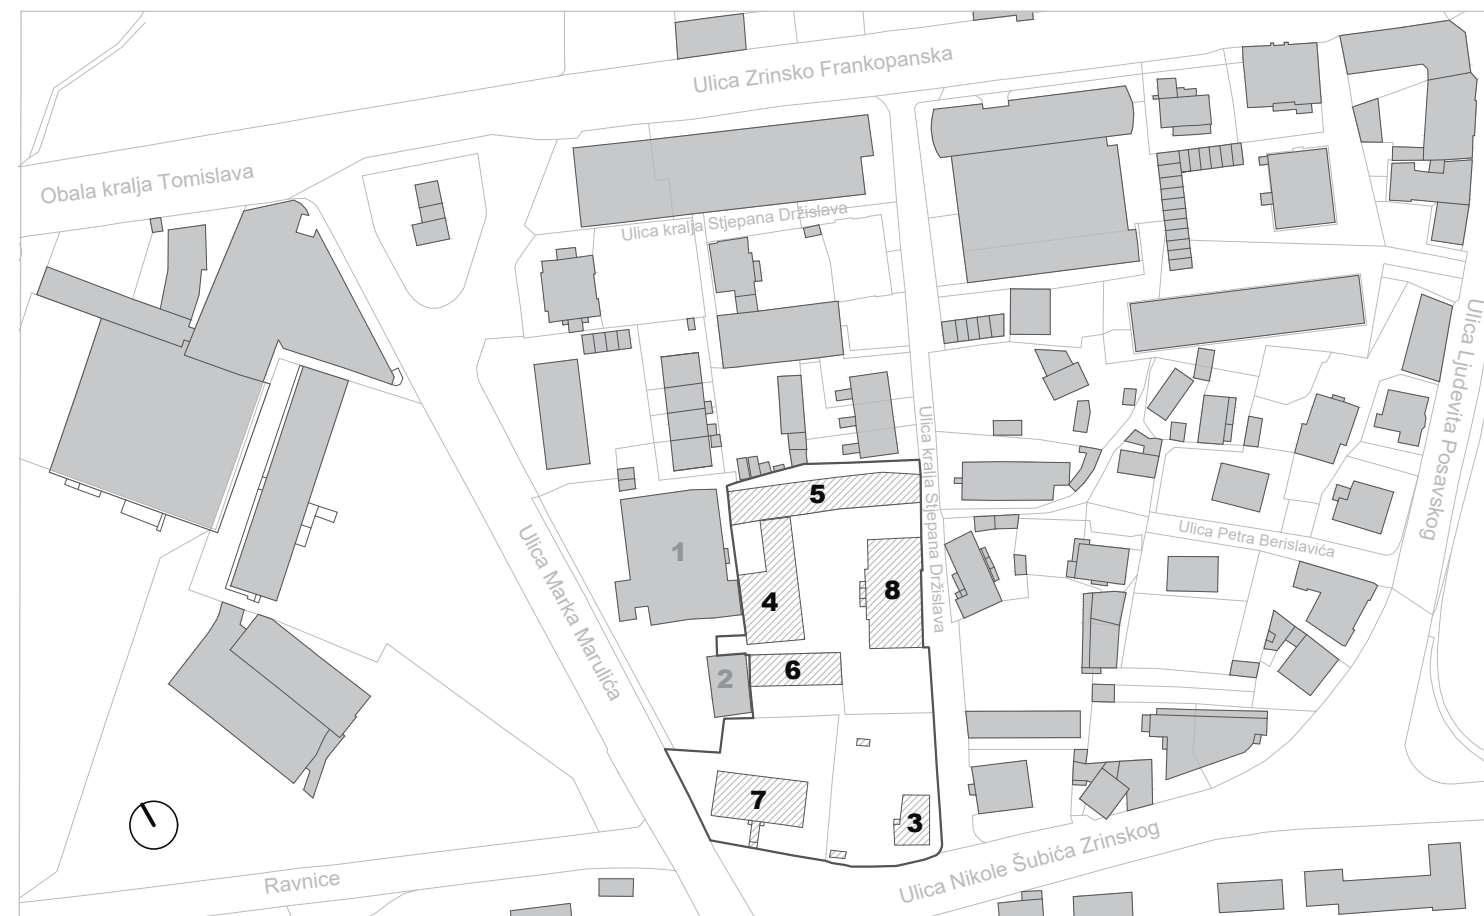 Ulica Zrinsko Frankopanska
Obala kralja Tomislava
Ulica kralja Stjepana Držislava
Ulica Ljudevita Posavskog
Ulica kralja Stjepana Držislava
5
Ulica Petra Berislavića
Ulica Marka Marulića
1
8
4
6
2
7
3
Ulica Nikole Šubića Zrinskog
Ravnice